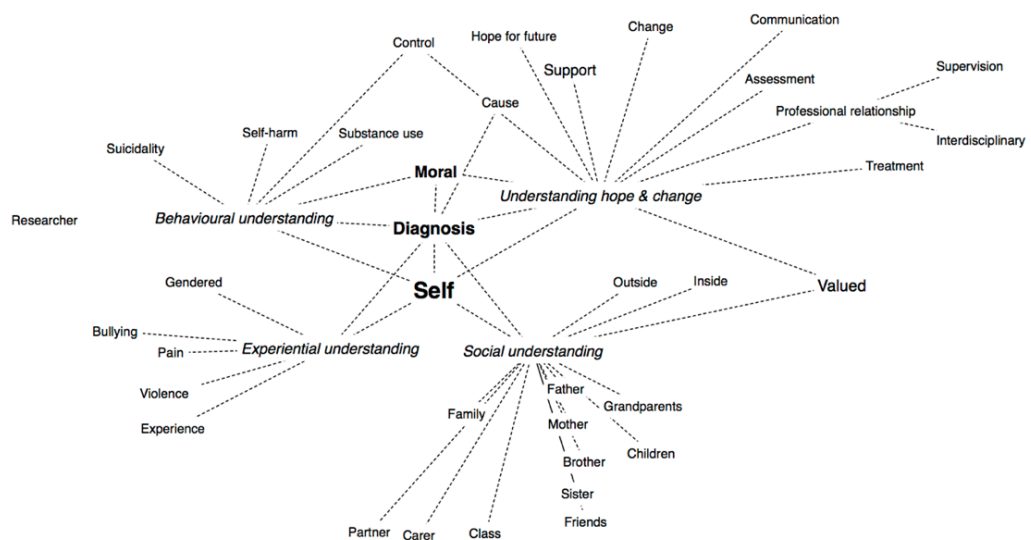 Communication
Change
Hope for future
Control
Support
Supervision
Assessment
Cause
Professional relationship
Self-harm
Substance use
Interdisciplinary
Suicidality
Treatment
Moral
Understanding hope & change
Behavioural understanding
Researcher
Diagnosis
Gendered
Outside
Inside
Valued
Self
Bullying
Pain
Experiential understanding
Social understanding
Violence
Father
Grandparents
Family
Experience
Mother
Children
Brother
Sister
Friends
Partner
Carer
Class